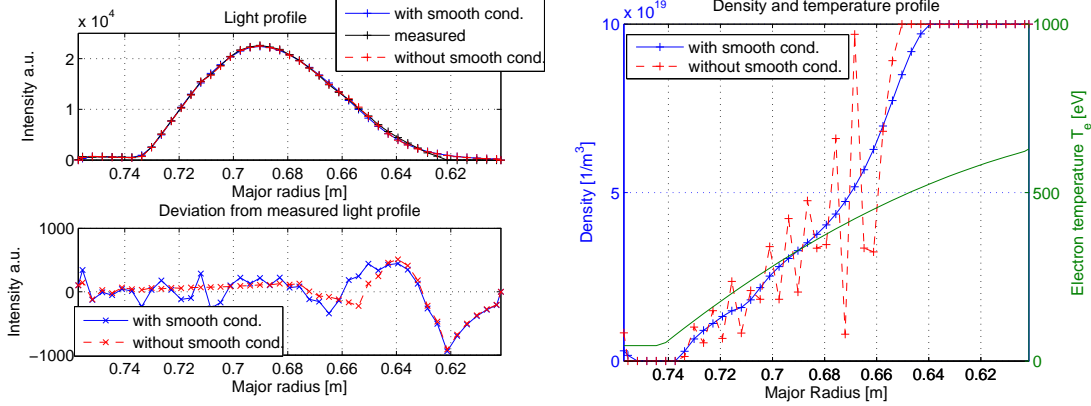 x 10^4
Light profile
with smooth cond.
measured
without smooth cond.
Intensity a.u.
2
1
0
0.74 0.72 0.7 0.68 0.66 0.64 0.62
Major radius [m]
Deviation from measured light profile
Intensity a.u.
1000
0
−1000
with smooth cond.
without smooth cond.
0.74 0.72 0.7 0.68 0.66 0.64 0.62
Major radius [m]
Density and temperature profile
10 x 10^19
with smooth cond.
without smooth cond.
Density [1/m^3]
5
0
1000
500
0
Electron temperature T_e [eV]
0.74 0.72 0.7 0.68 0.66 0.64 0.62
Major Radius [m]